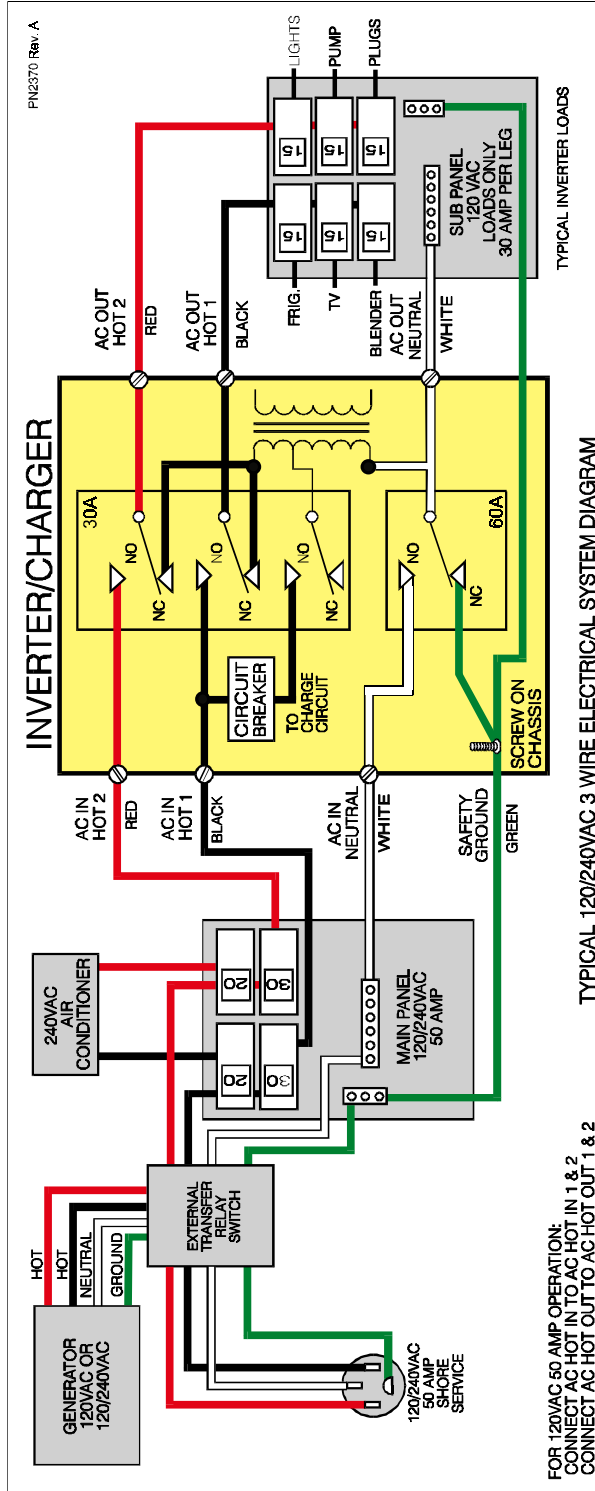 PN2370 Rev. A
INVERTER/CHARGER
GENERATOR
120VAC OR
120/240VAC
HOT
HOT
NEUTRAL
GROUND
EXTERNAL
TRANSFER
RELAY
SWITCH
120/240VAC
50 AMP
SHORE
SERVICE
240VAC
AIR
CONDITIONER
20
30
20
30
MAIN PANEL
120/240VAC
50 AMP
AC IN
HOT 2
RED
AC IN
HOT 1
BLACK
AC IN
NEUTRAL
WHITE
SAFETY
GROUND
GREEN
CIRCUIT
BREAKER
TO
CHARGE
CIRCUIT
SCREW ON
CHASSIS
30A
NO
NC
NO
NC
NO
NC
60A
NO
NC
AC OUT
HOT 2
RED
AC OUT
HOT 1
BLACK
AC OUT
NEUTRAL
WHITE
FRIG.
TV
BLENDER
15
15
15
15
15
15
LIGHTS
PUMP
PLUGS
SUB PANEL
120 VAC
LOADS ONLY
30 AMP PER LEG
TYPICAL INVERTER LOADS
FOR 120VAC 50 AMP OPERATION:
CONNECT AC HOT IN TO AC HOT IN 1 & 2
CONNECT AC HOT OUT TO AC HOT OUT 1 & 2
TYPICAL 120/240VAC 3 WIRE ELECTRICAL SYSTEM DIAGRAM